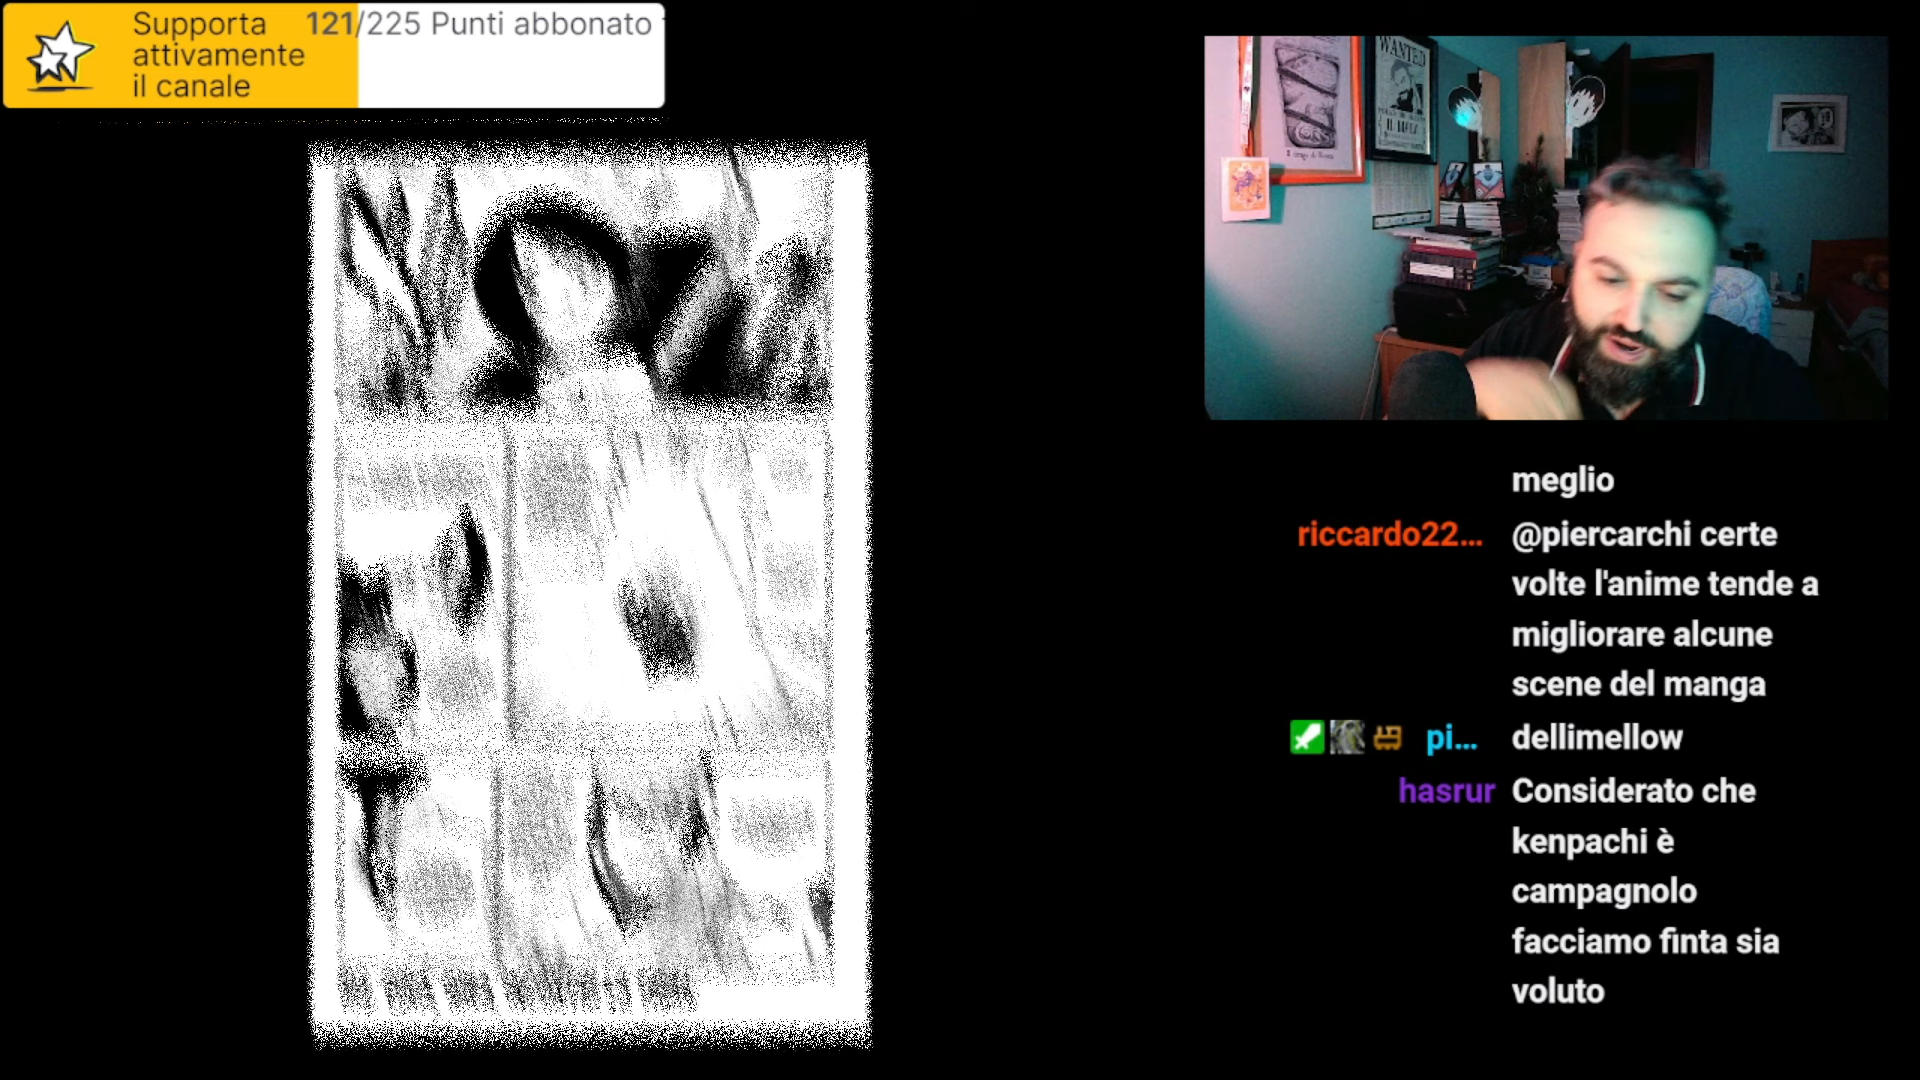 Supporta
attivamente
il canale
121/225 Punti abbonato
WANTED
meglio
riccardo22... @piercarchi certe
volte l'anime tende a
migliorare alcune
scene del manga
pi... dellimellow
hasrur Considerato che
kenpachi è
campagnolo
facciamo finta sia
voluto